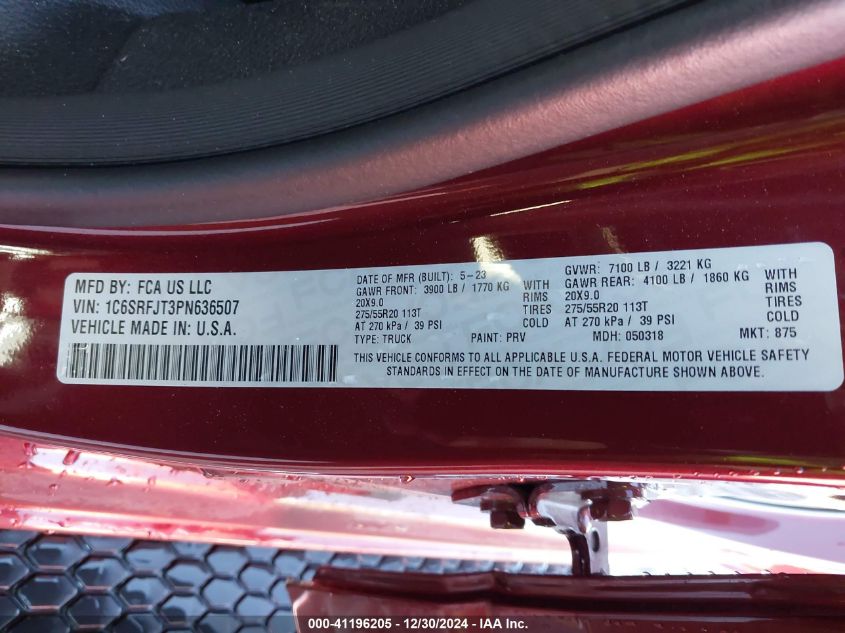 MFD BY: FCA US LLC
VIN: 1C6SRFJT3PN636507
VEHICLE MADE IN: U.S.A.
DATE OF MFR (BUILT): 5-23
GAWR FRONT: 3900 LB / 1770 KG WITH
20X9.0 RIMS
275/55R20 113T TIRES
AT 270 kPa / 39 PSI COLD
TYPE: TRUCK PAINT: PRV
GVWR: 7100 LB / 3221 KG
GAWR REAR: 4100 LB / 1860 KG WITH
20X9.0 RIMS
275/55R20 113T TIRES
AT 270 kPa / 39 PSI COLD
MDH: 050318 MKT: 875
THIS VEHICLE CONFORMS TO ALL APPLICABLE U.S.A. FEDERAL MOTOR VEHICLE SAFETY
STANDARDS IN EFFECT ON THE DATE OF MANUFACTURE SHOWN ABOVE.
000-41196205 - 12/30/2024 - IAA Inc.